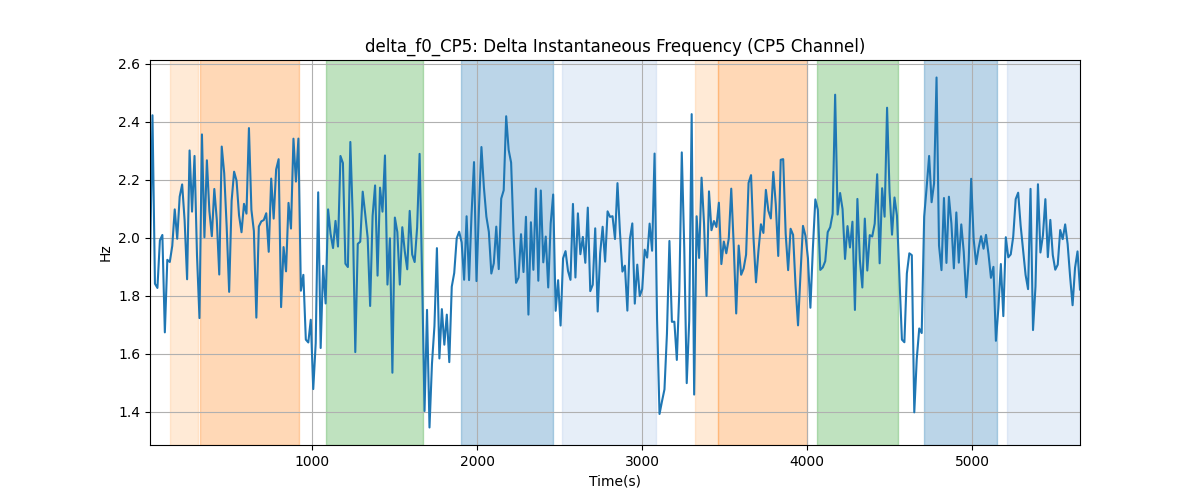 delta_f0_CP5: Delta Instantaneous Frequency (CP5 Channel)
2.6
2.4
2.2
2.0
1.8
1.6
1.4
Hz
1000 2000 3000 4000 5000
Time(s)